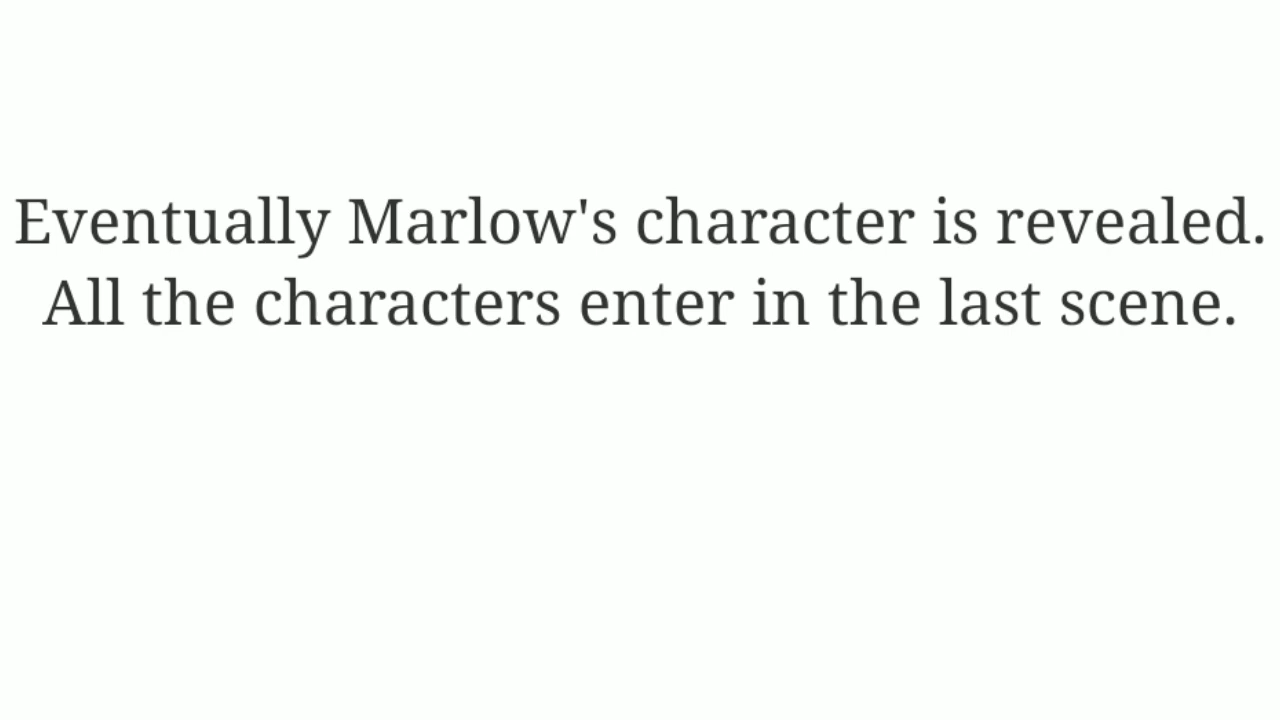 Eventually Marlow's character is revealed.
All the characters enter in the last scene.